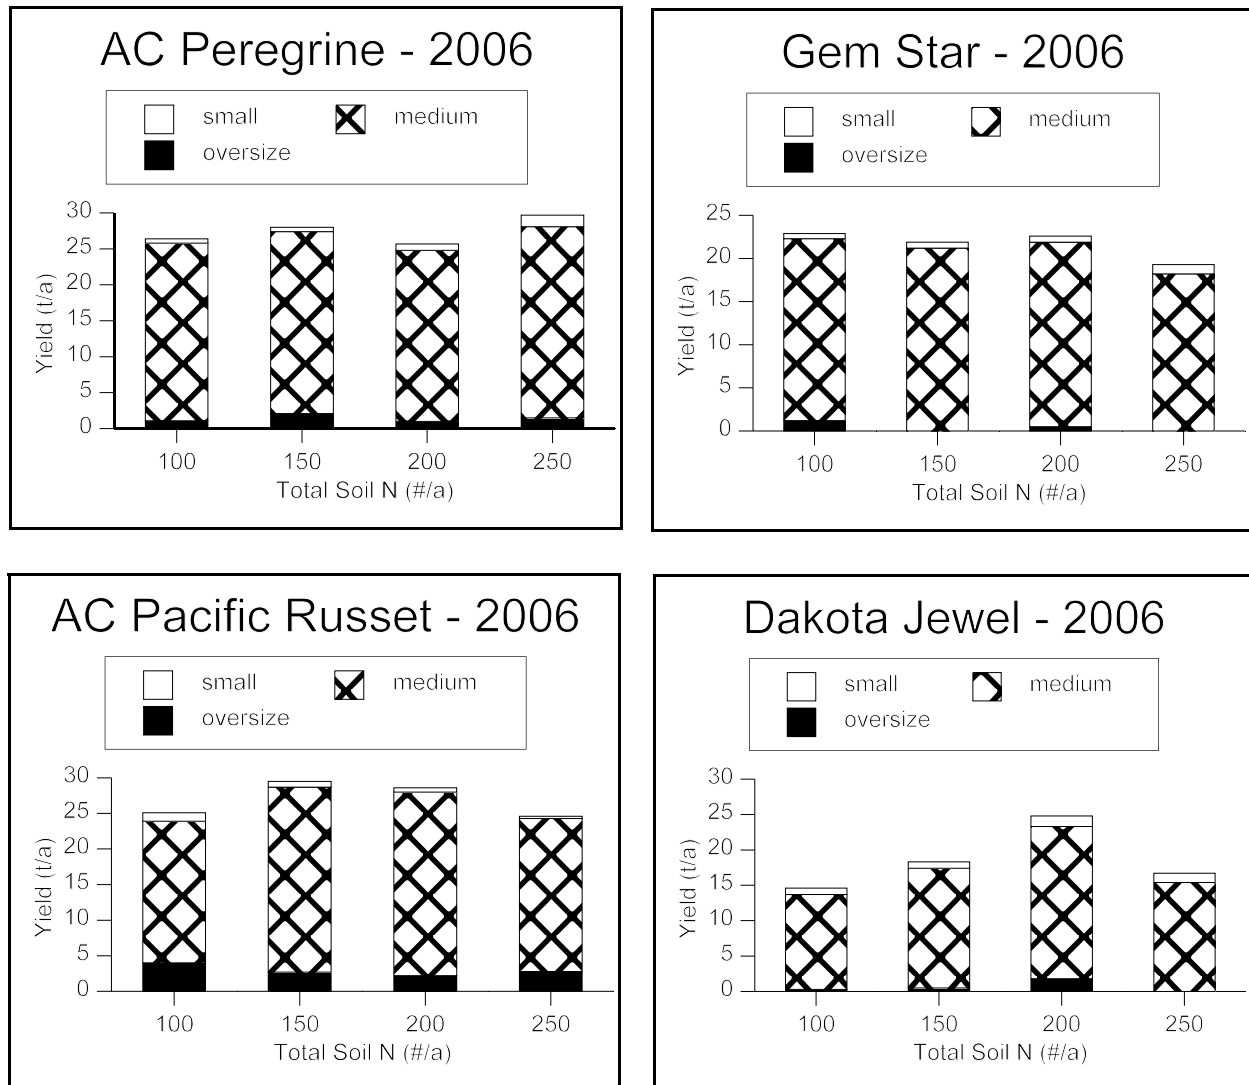 AC Peregrine - 2006
small medium
oversize
30
25
20
15
10
5
0
Yield (t/a)
100 150 200 250
Total Soil N (#/a)
Gem Star - 2006
small medium
oversize
25
20
15
10
5
0
Yield (t/a)
100 150 200 250
Total Soil N (#/a)
AC Pacific Russet - 2006
small medium
oversize
30
25
20
15
10
5
0
Yield (t/a)
100 150 200 250
Total Soil N (#/a)
Dakota Jewel - 2006
small medium
oversize
30
25
20
15
10
5
0
Yield (t/a)
100 150 200 250
Total Soil N (#/a)